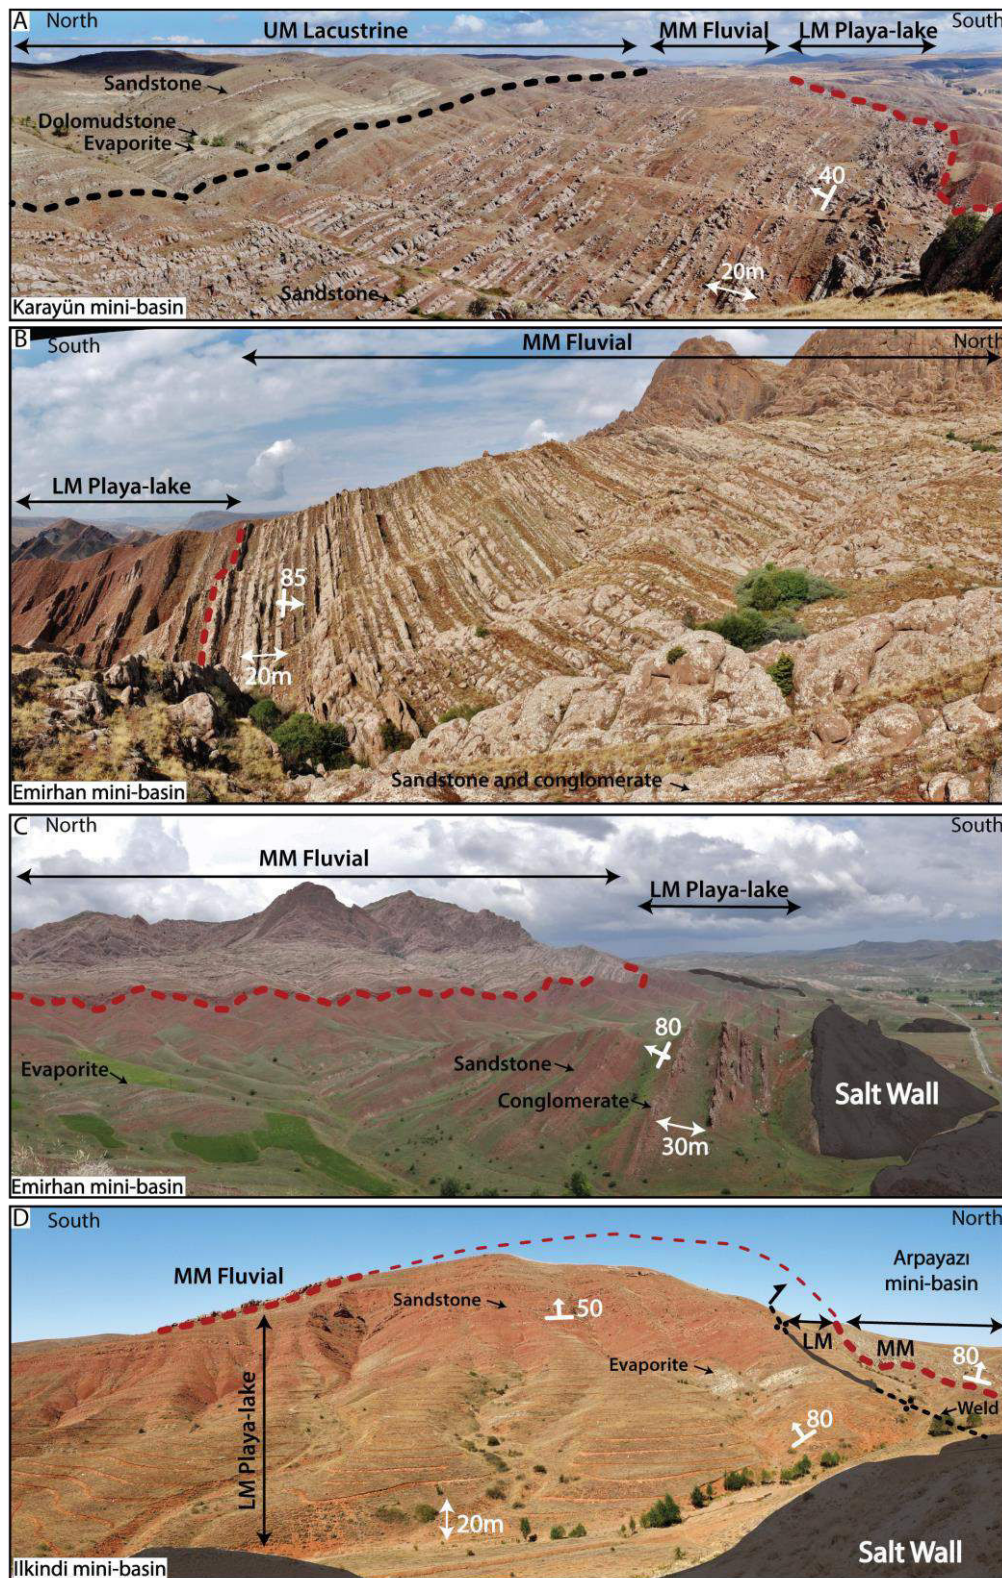 A
North
South
UM Lacustrine
MM Fluvial
LM Playa-lake
Sandstone
Dolomudstone
Evaporite
40
20m
Sandstone
Karayün mini-basin
B
South
MM Fluvial
North
LM Playa-lake
85
20m
Sandstone and conglomerate
Emirhan mini-basin
C
North
South
MM Fluvial
LM Playa-lake
80
Evaporite
Sandstone
Conglomerate
30m
Salt Wall
Emirhan mini-basin
D
South
North
MM Fluvial
Arpayazı
mini-basin
Sandstone
50
LM
MM
80
Evaporite
LM Playa-lake
Weld
80
20m
Salt Wall
Ilkindi mini-basin